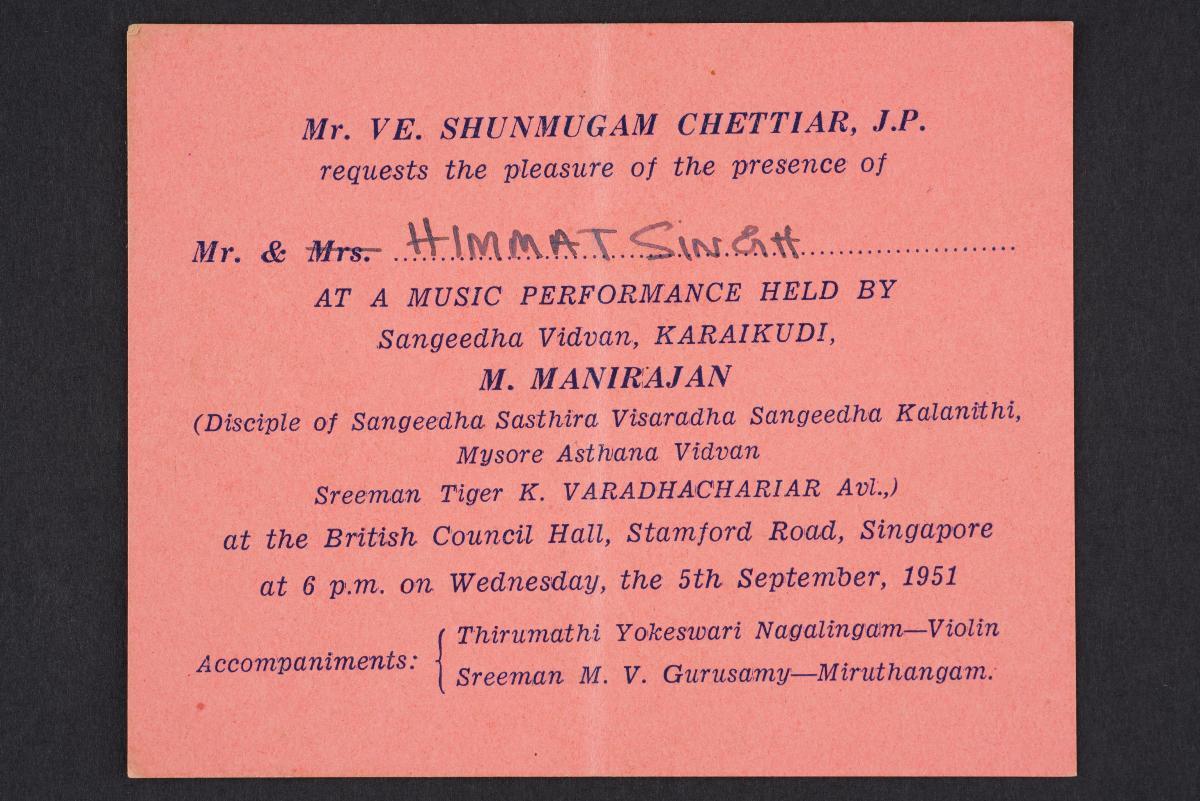 Mr. VE. SHUNMUGAM CHETTIAR, J.P.
requests the pleasure of the presence of
Mr. & Mrs. HIMMAT SINGH
AT A MUSIC PERFORMANCE HELD BY
Sangeedha Vidvan, KARAIKUDI,
M. MANIRAJAN
(Disciple of Sangeedha Sasthira Visaradha Sangeedha Kalanithi,
Mysore Asthana Vidvan
Sreeman Tiger K. VARADHACHARIAR Avl.,)
at the British Council Hall, Stamford Road, Singapore
at 6 p.m. on Wednesday, the 5th September, 1951
Accompaniments: { Thirumathi Yokeswari Nagalingam—Violin
Sreeman M. V. Gurusamy—Miruthangam.